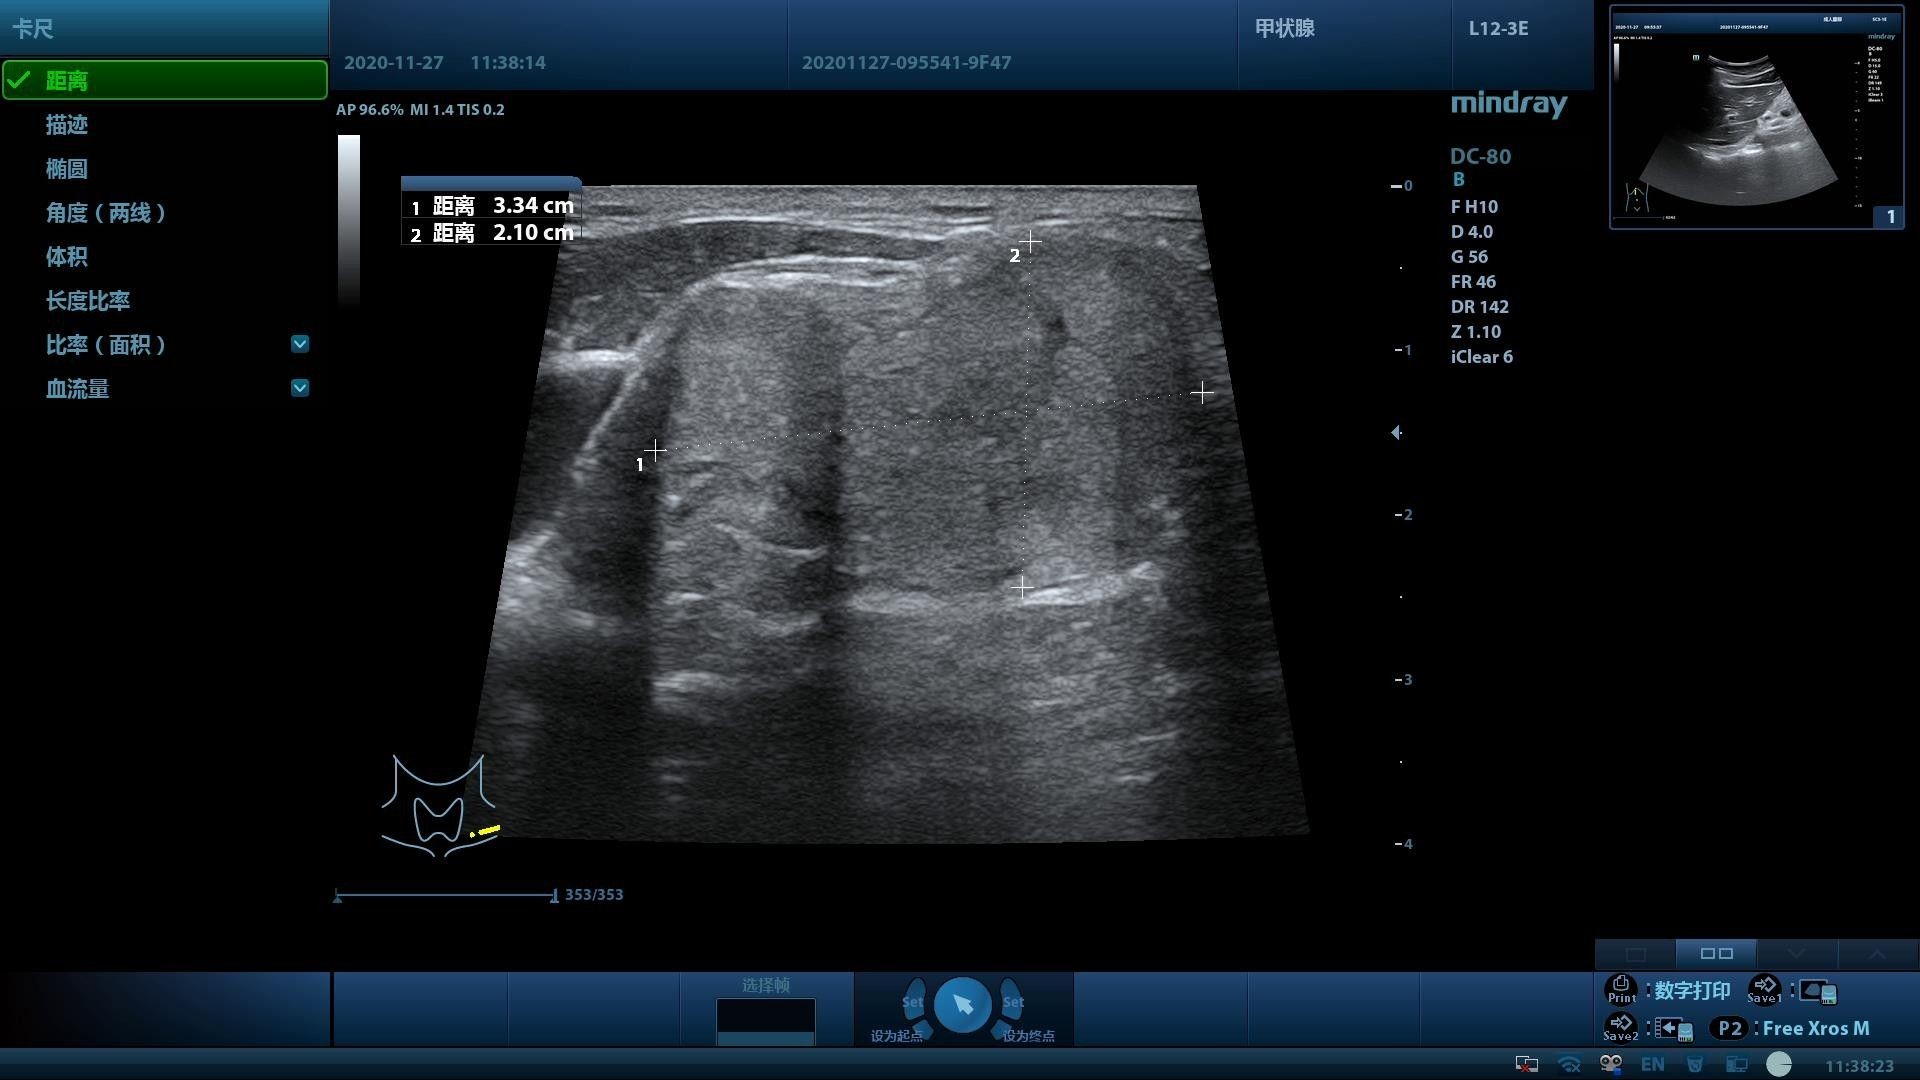 卡尺
甲状腺
L12-3E
2020-11-27 11:38:14
20201127-095541-9F47
距离
描迹
椭圆
角度（两线）
体积
长度比率
比率（面积）
血流量
AP 96.6% MI 1.4 TIS 0.2
mindray
DC-80
B
F H10
D 4.0
G 56
FR 46
DR 142
Z 1.10
iClear 6
1 距离 3.34 cm
2 距离 2.10 cm
2
1
0
1
2
3
4
353/353
mindray
1
选择帧
Set
Set
设为起点
设为终点
Print : 数字打印 Save1 :
Save2 : P2 : Free Xros M
EN
11:38:23